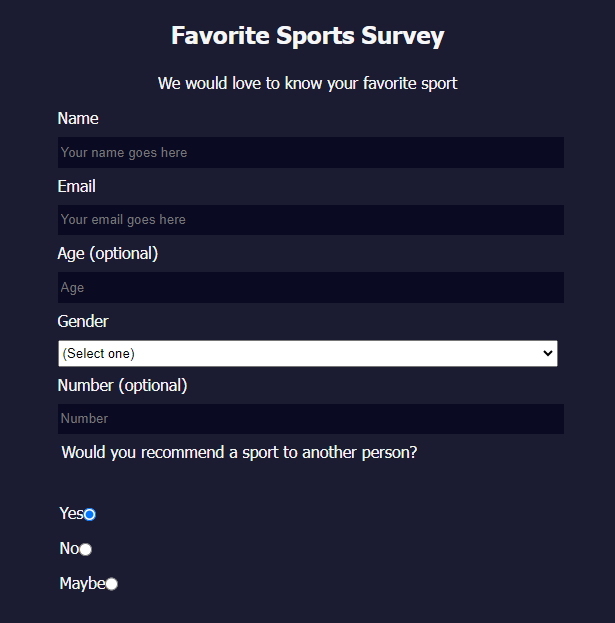 Favorite Sports Survey
We would love to know your favorite sport
Name
Your name goes here
Email
Your email goes here
Age (optional)
Age
Gender
(Select one)
Number (optional)
Number
Would you recommend a sport to another person?
Yes
No
Maybe